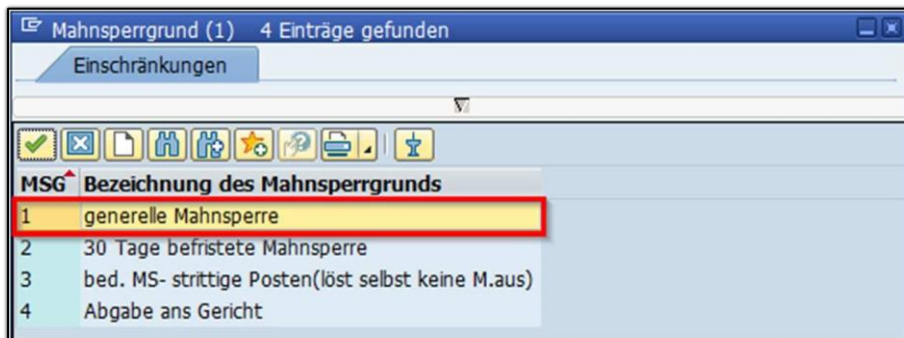 Mahnsperrgrund (1) 4 Einträge gefunden
Einschränkungen
MSG Bezeichnung des Mahnsperrgrunds
1 generelle Mahnsperre
2 30 Tage befristete Mahnsperre
3 bed. MS- strittige Posten(löst selbst keine M.aus)
4 Abgabe ans Gericht